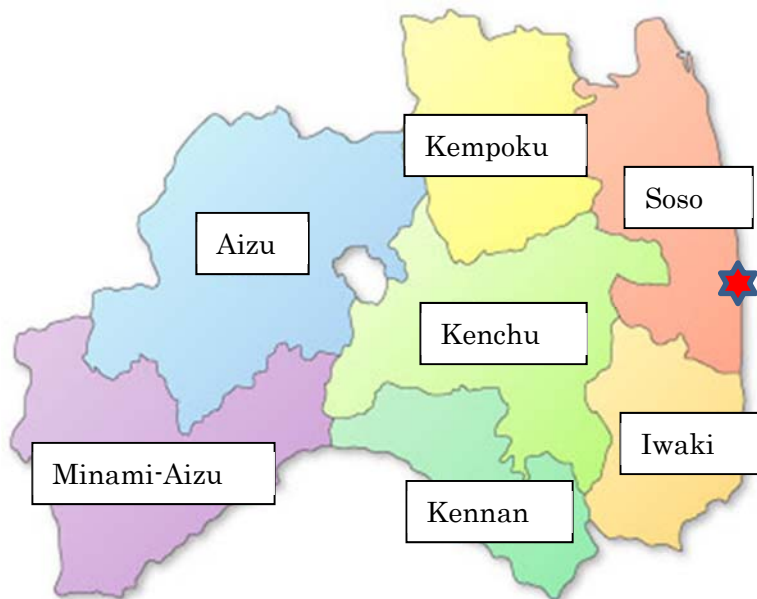 Kempoku
Soso
Aizu
Kenchu
Iwaki
Minami-Aizu
Kennan